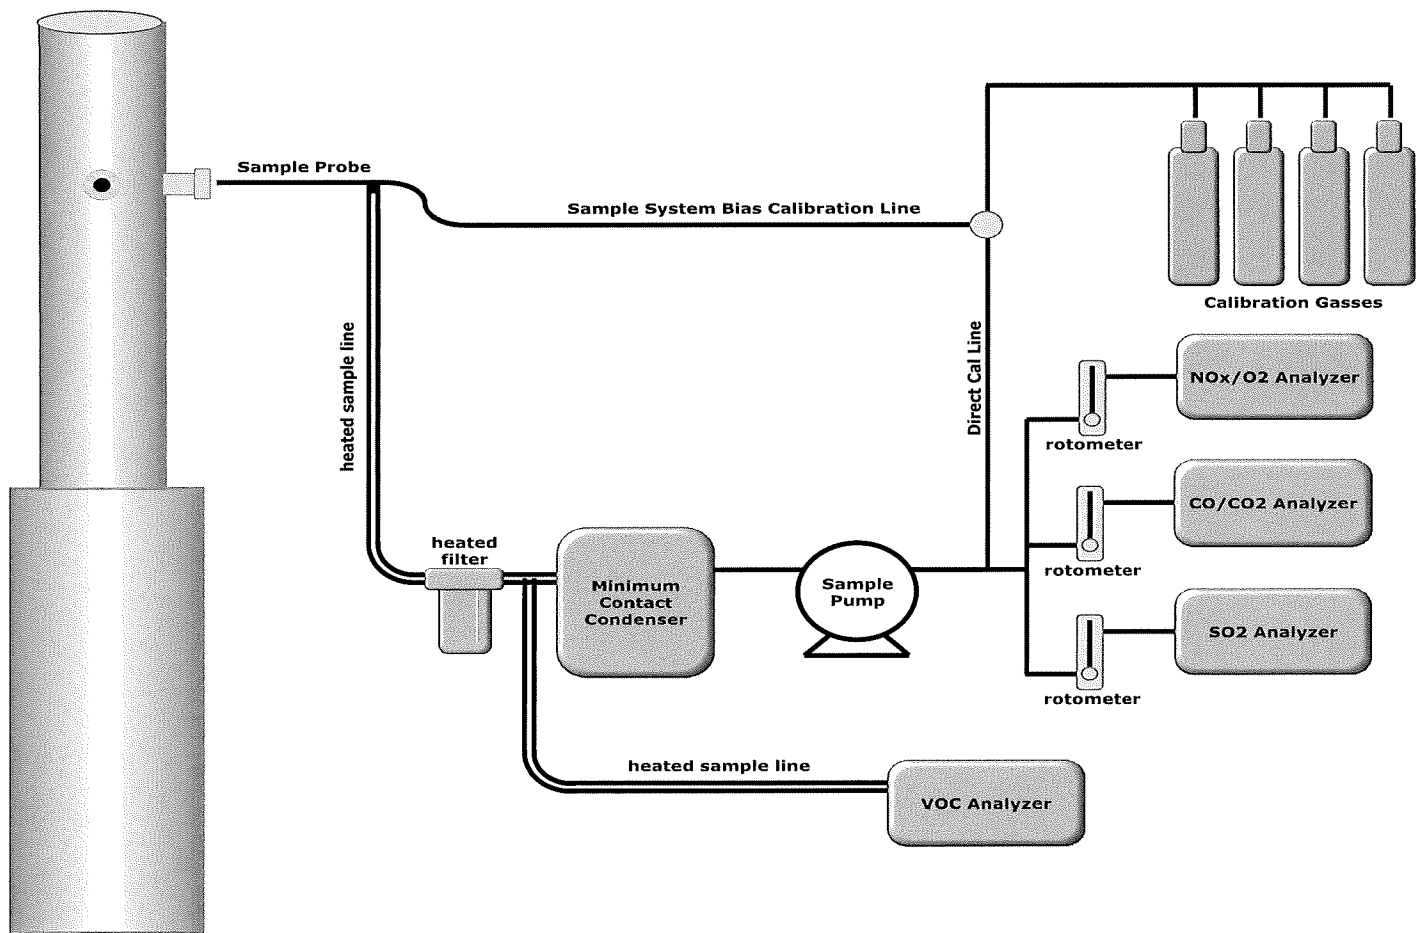 Sample Probe
Sample System Bias Calibration Line
Calibration Gasses
heated sample line
Direct Cal Line
NOx/O2 Analyzer
rotometer
CO/CO2 Analyzer
rotometer
heated
filter
Minimum
Contact
Condenser
Sample
Pump
SO2 Analyzer
rotometer
heated sample line
VOC Analyzer